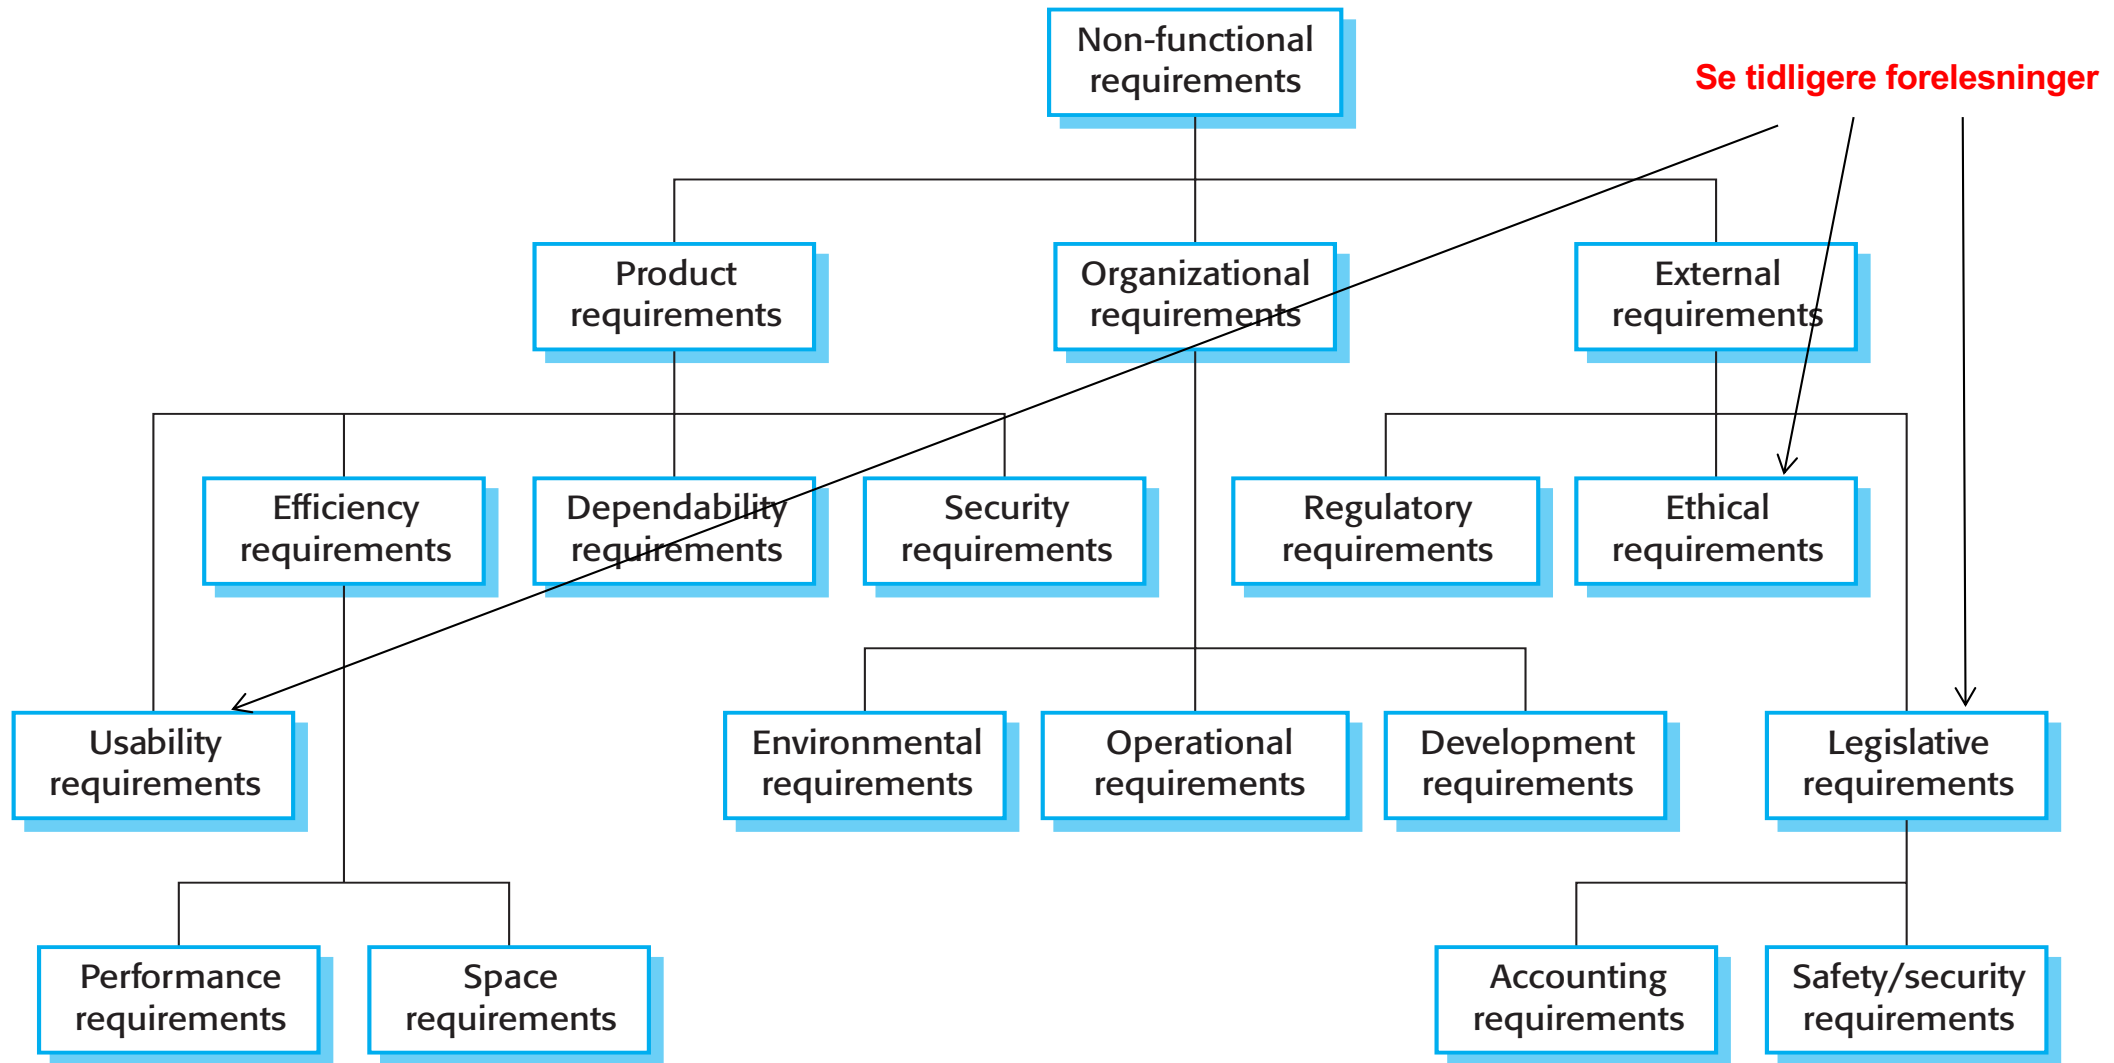 Non-functional
requirements
Se tidligere forelesninger
Product
requirements
Organizational
requirements
External
requirements
Efficiency
requirements
Dependability
requirements
Security
requirements
Regulatory
requirements
Ethical
requirements
Usability
requirements
Environmental
requirements
Operational
requirements
Development
requirements
Legislative
requirements
Performance
requirements
Space
requirements
Accounting
requirements
Safety/security
requirements